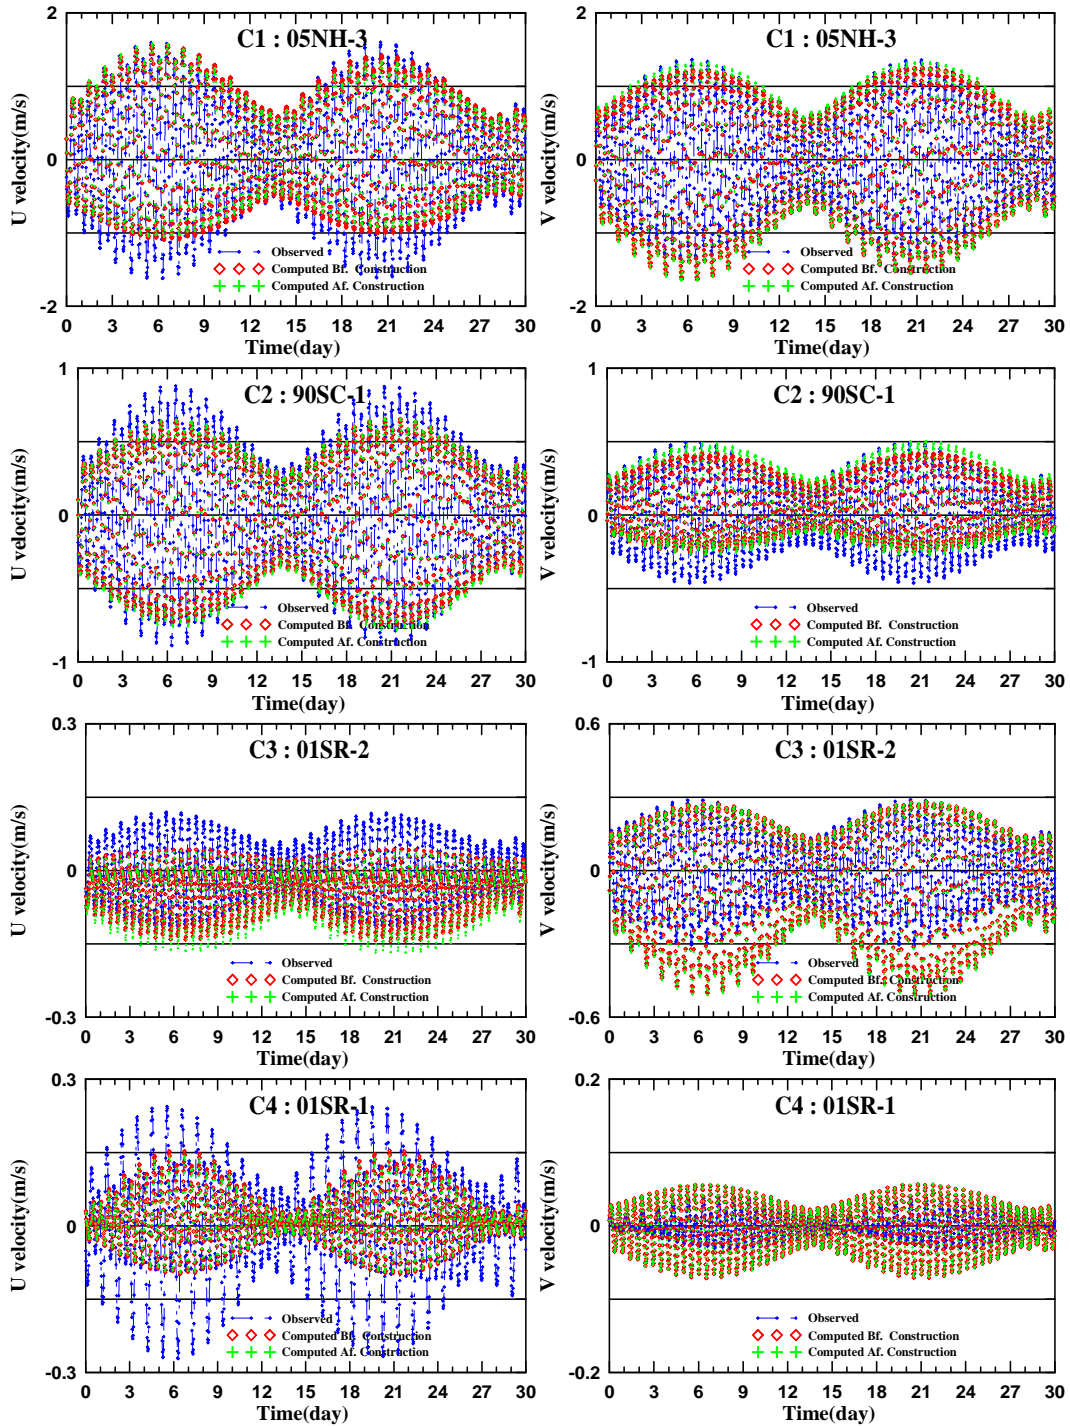 C1 : 05NH-3
U velocity(m/s)
2
1
0
-1
-2
Observed
Computed Bf. Construction
Computed Af. Construction
0 3 6 9 12 15 18 21 24 27 30
Time(day)
C1 : 05NH-3
V velocity(m/s)
2
1
0
-1
-2
Observed
Computed Bf. Construction
Computed Af. Construction
0 3 6 9 12 15 18 21 24 27 30
Time(day)
C2 : 90SC-1
U velocity(m/s)
1
0
-1
Observed
Computed Bf. Construction
Computed Af. Construction
0 3 6 9 12 15 18 21 24 27 30
Time(day)
C2 : 90SC-1
V velocity(m/s)
1
0
-1
Observed
Computed Bf. Construction
Computed Af. Construction
0 3 6 9 12 15 18 21 24 27 30
Time(day)
C3 : 01SR-2
U velocity(m/s)
0.3
0
-0.3
Observed
Computed Bf. Construction
Computed Af. Construction
0 3 6 9 12 15 18 21 24 27 30
Time(day)
C3 : 01SR-2
V velocity(m/s)
0.6
0
-0.6
Observed
Computed Bf. Construction
Computed Af. Construction
0 3 6 9 12 15 18 21 24 27 30
Time(day)
C4 : 01SR-1
U velocity(m/s)
0.3
0
-0.3
Observed
Computed Bf. Construction
Computed Af. Construction
0 3 6 9 12 15 18 21 24 27 30
Time(day)
C4 : 01SR-1
V velocity(m/s)
0.2
0
-0.2
Observed
Computed Bf. Construction
Computed Af. Construction
0 3 6 9 12 15 18 21 24 27 30
Time(day)